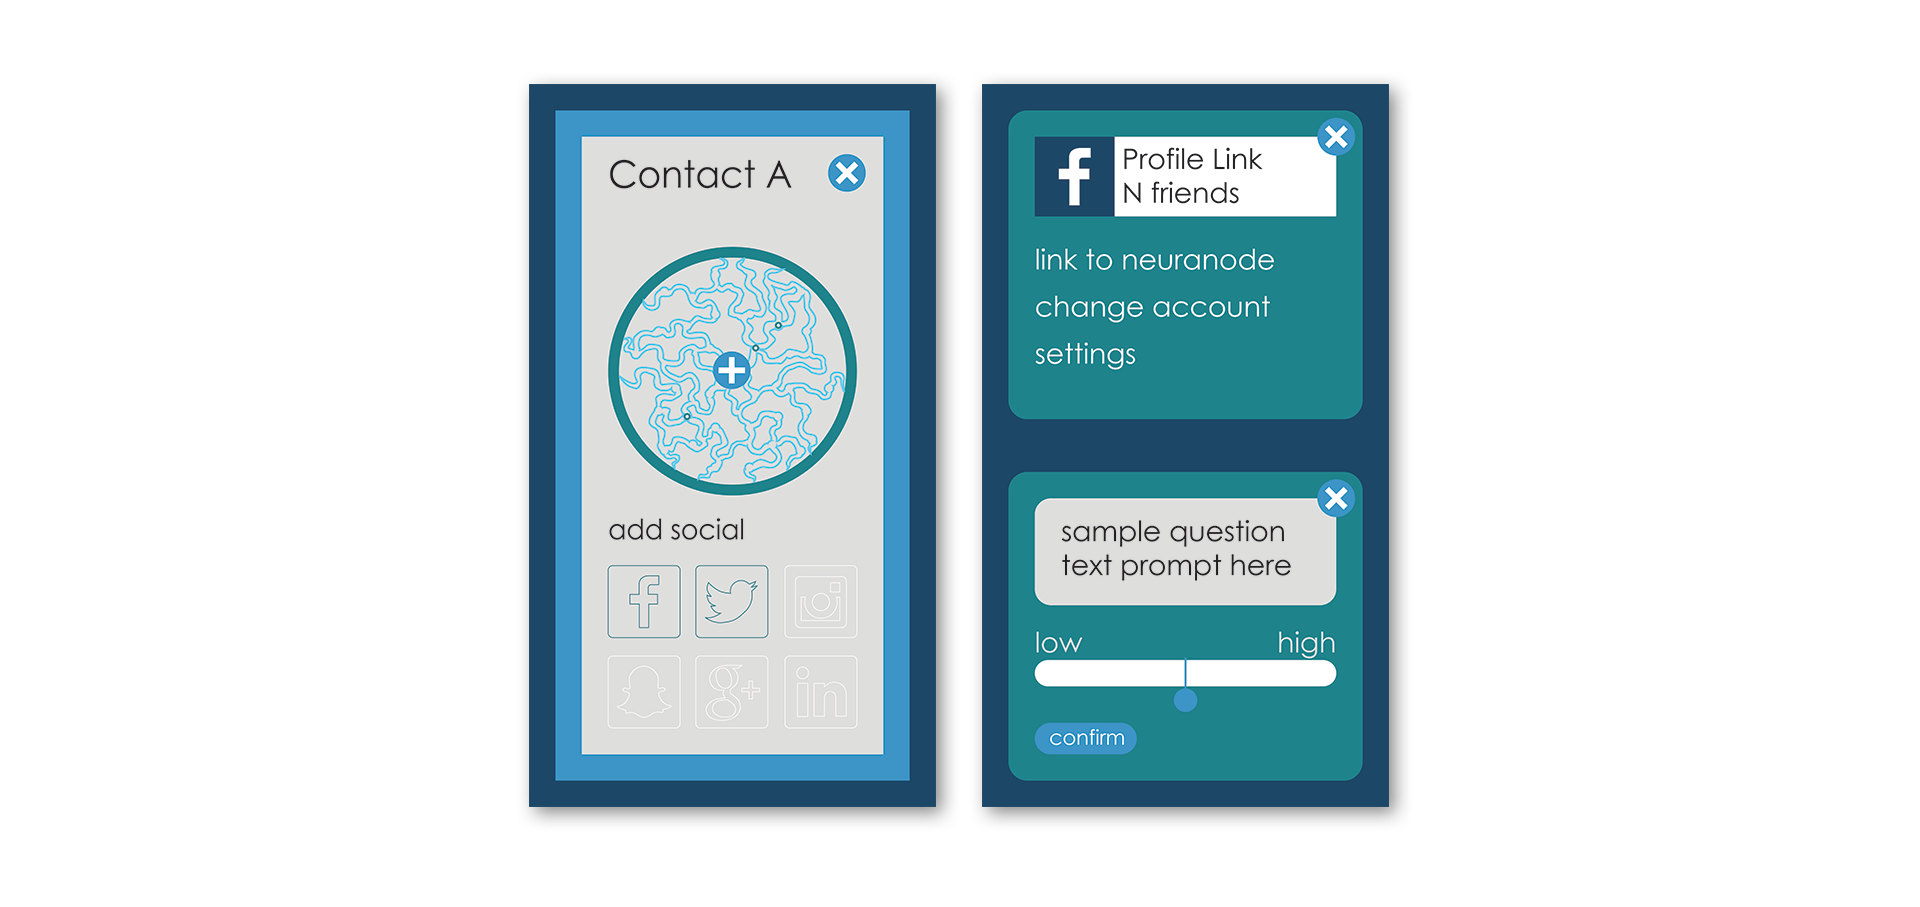 Contact A
add social
g+
in
Profile Link
N friends
link to neuranode
change account
settings
sample question
text prompt here
low high
confirm